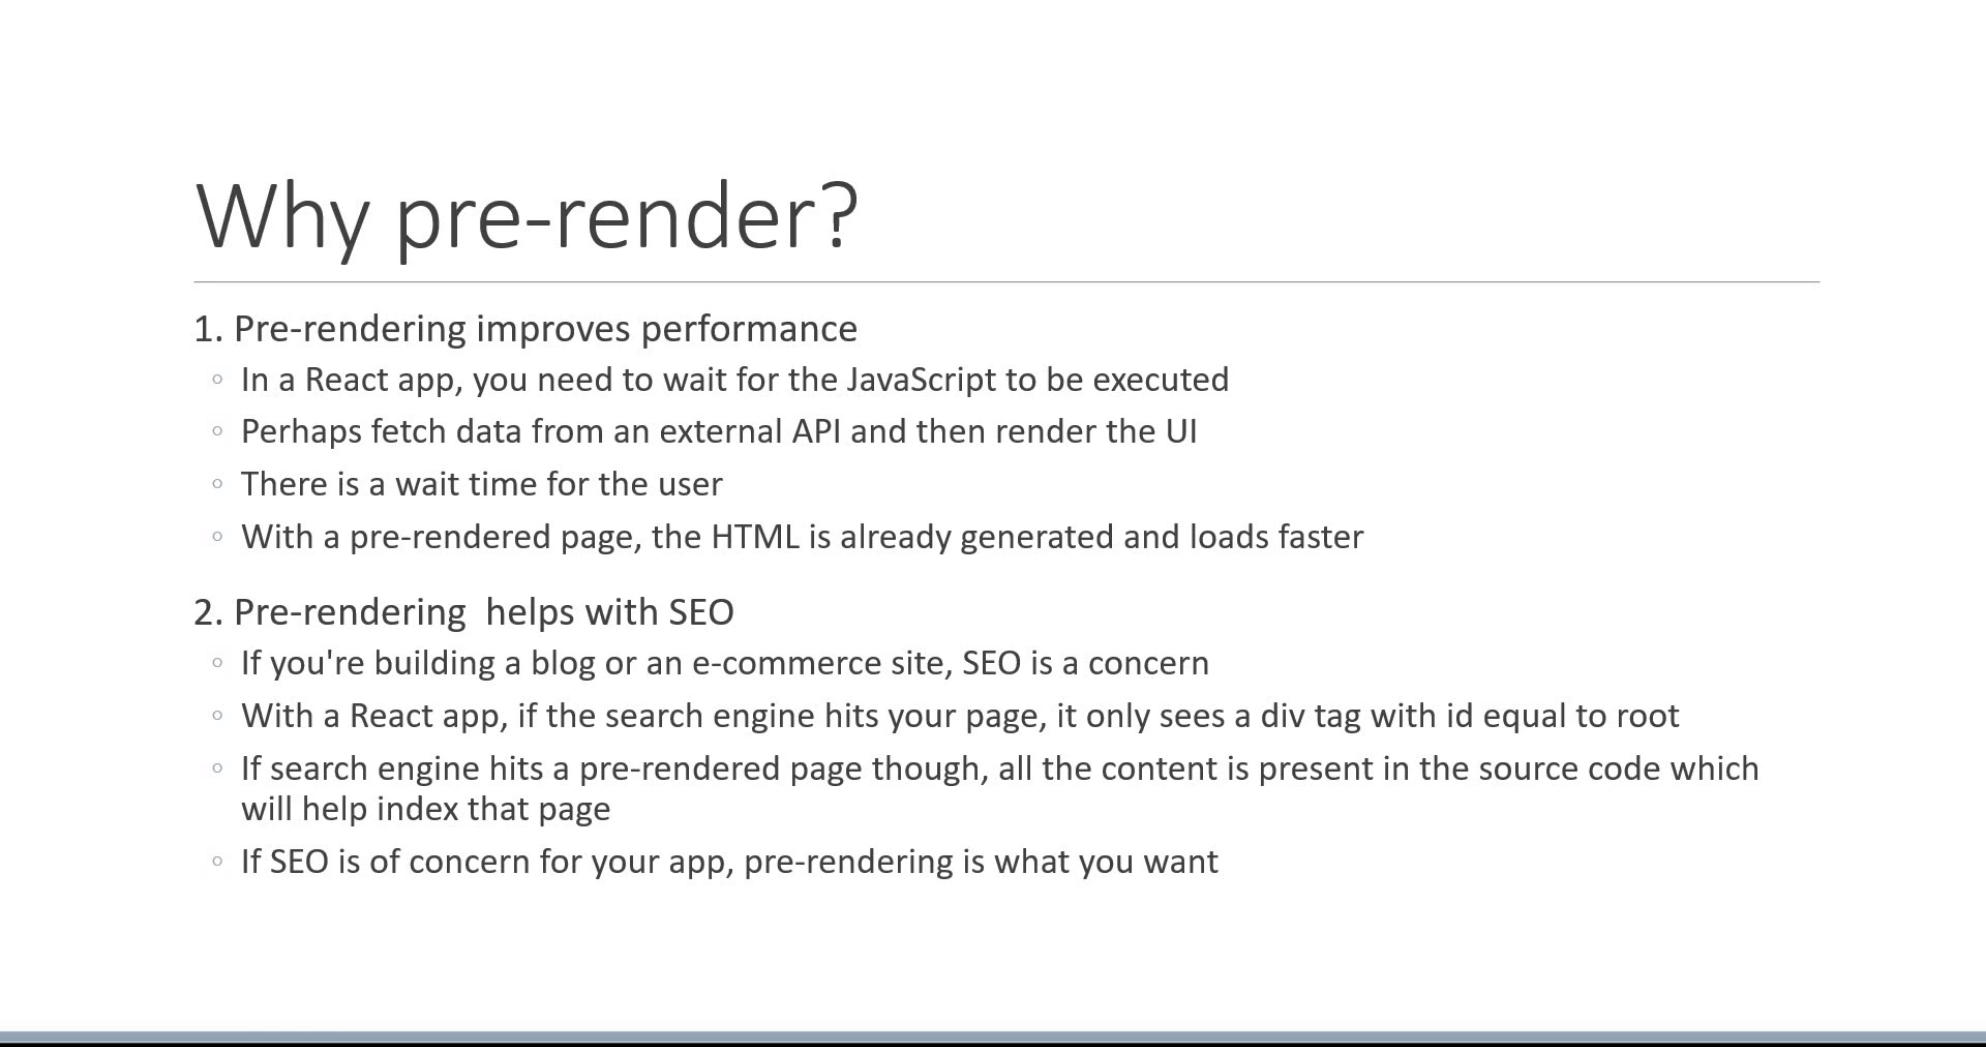 Why pre-render?
1. Pre-rendering improves performance
◦ In a React app, you need to wait for the JavaScript to be executed
◦ Perhaps fetch data from an external API and then render the UI
◦ There is a wait time for the user
◦ With a pre-rendered page, the HTML is already generated and loads faster
2. Pre-rendering  helps with SEO
◦ If you're building a blog or an e-commerce site, SEO is a concern
◦ With a React app, if the search engine hits your page, it only sees a div tag with id equal to root
◦ If search engine hits a pre-rendered page though, all the content is present in the source code which
will help index that page
◦ If SEO is of concern for your app, pre-rendering is what you want